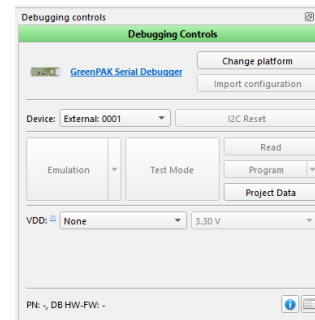 Debugging controls
Debugging Controls
GreenPAK Serial Debugger
Change platform
Import configuration
Device: External: 0001
I2C Reset
Emulation
Test Mode
Read
Program
Project Data
VDD: None
3.30 V
PN: -, DB HW-FW: -